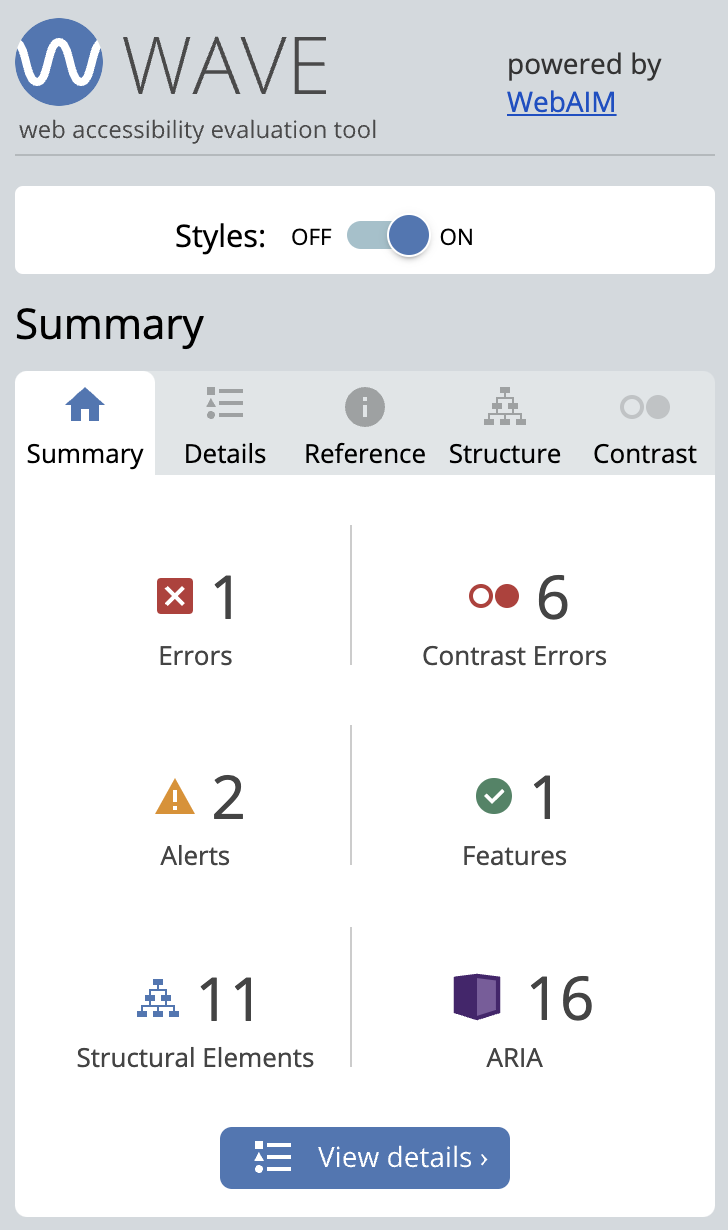 WAVE
web accessibility evaluation tool
powered by
WebAIM
Styles: OFF ON
Summary
Summary Details Reference Structure Contrast
1 6
Errors Contrast Errors
2 1
Alerts Features
11 16
Structural Elements ARIA
View details ›